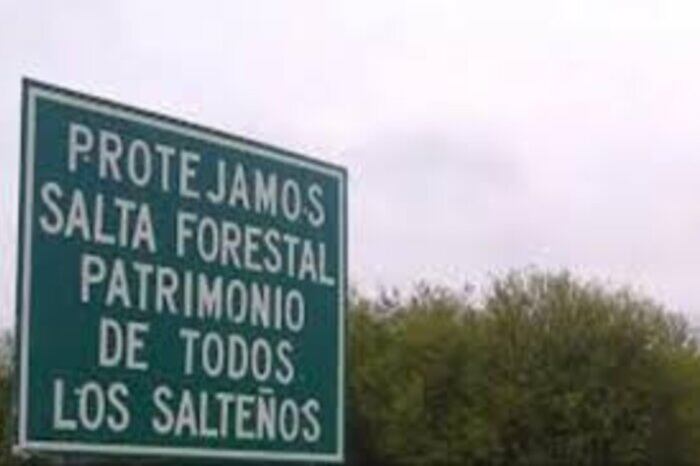 PROTEJAMOS
SALTA FORESTAL
PATRIMONIO
DE TODOS
LOS SALTEÑOS